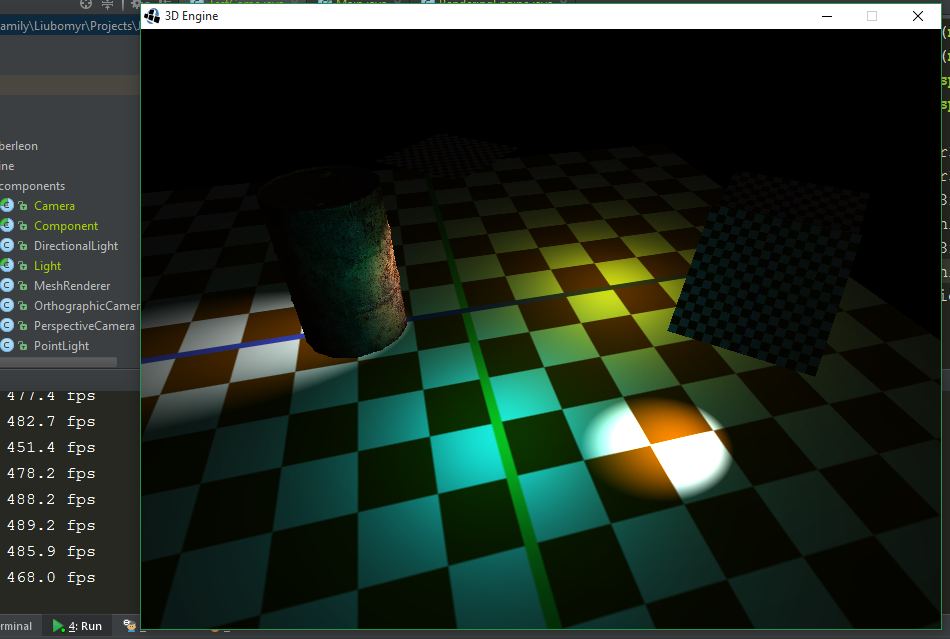 3D Engine
amily\Liubomyr\Projects\
berleon
ine
components
Camera
Component
DirectionalLight
Light
MeshRenderer
OrthographicCamer
PerspectiveCamera
PointLight
477.4 fps
482.7 fps
451.4 fps
478.2 fps
488.2 fps
489.2 fps
485.9 fps
468.0 fps
rminal
4: Run